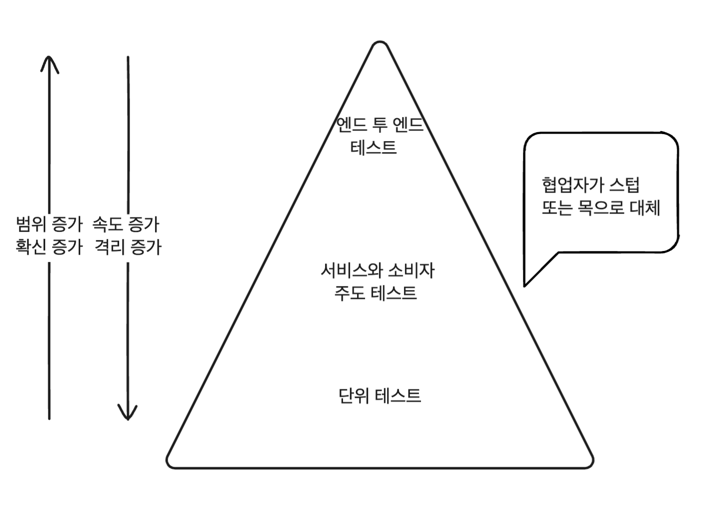 엔드 투 엔드
테스트
협업자가 스텁
또는 목으로 대체
범위 증가
확신 증가
속도 증가
격리 증가
서비스와 소비자
주도 테스트
단위 테스트